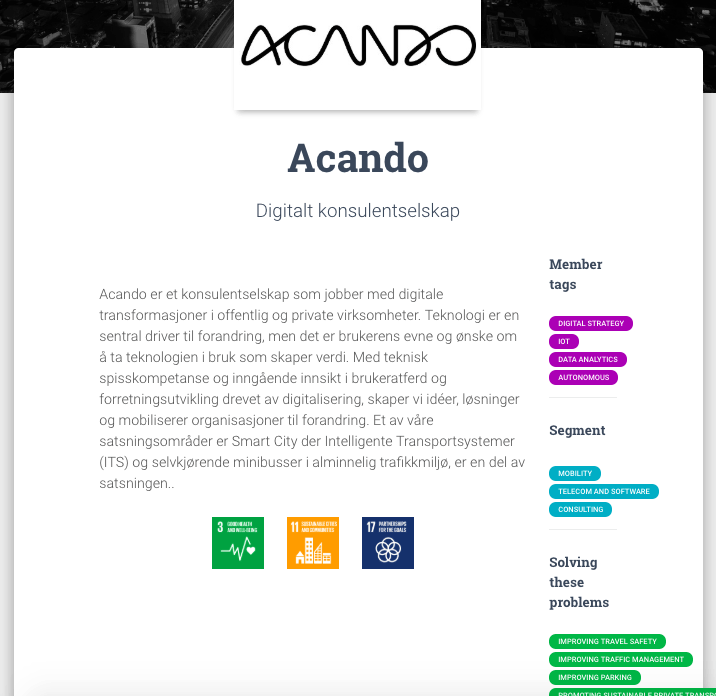 ACANDO
Acando
Digitalt konsulentselskap
Acando er et konsulentselskap som jobber med digitale
transformasjoner i offentlig og private virksomheter. Teknologi er en
sentral driver til forandring, men det er brukerens evne og ønske om
å ta teknologien i bruk som skaper verdi. Med teknisk
spisskompetanse og inngående innsikt i brukeratferd og
forretningsutvikling drevet av digitalisering, skaper vi idéer, løsninger
og mobiliserer organisasjoner til forandring. Et av våre
satsningsområder er Smart City der Intelligente Transportsystemer
(ITS) og selvkjørende minibusser i alminnelig trafikkmiljø, er en del av
satsningen..
3 GOOD HEALTH
AND WELL-BEING
11 SUSTAINABLE CITIES
AND COMMUNITIES
17 PARTNERSHIPS
FOR THE GOALS
Member
tags
DIGITAL STRATEGY
IOT
DATA ANALYTICS
AUTONOMOUS
Segment
MOBILITY
TELECOM AND SOFTWARE
CONSULTING
Solving
these
problems
IMPROVING TRAVEL SAFETY
IMPROVING TRAFFIC MANAGEMENT
IMPROVING PARKING
PROMOTING SUSTAINABLE PRIVATE